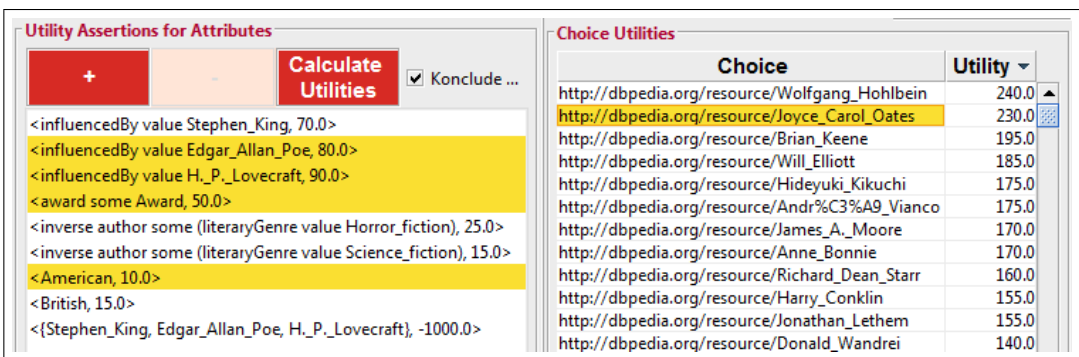 Utility Assertions for Attributes
+
-
Calculate
Utilities
Konclude ...
<influencedBy value Stephen_King, 70.0>
<influencedBy value Edgar_Allan_Poe, 80.0>
<influencedBy value H._P._Lovecraft, 90.0>
<award some Award, 50.0>
<inverse author some (literaryGenre value Horror_fiction), 25.0>
<inverse author some (literaryGenre value Science_fiction), 15.0>
<American, 10.0>
<British, 15.0>
<{Stephen_King, Edgar_Allan_Poe, H._P._Lovecraft}, -1000.0>
Choice Utilities
Choice Utility
http://dbpedia.org/resource/Wolfgang_Hohlbein 240.0
http://dbpedia.org/resource/Joyce_Carol_Oates 230.0
http://dbpedia.org/resource/Brian_Keene 195.0
http://dbpedia.org/resource/Will_Elliott 185.0
http://dbpedia.org/resource/Hideyuki_Kikuchi 175.0
http://dbpedia.org/resource/Andr%C3%A9_Vianco 175.0
http://dbpedia.org/resource/James_A._Moore 170.0
http://dbpedia.org/resource/Anne_Bonnie 170.0
http://dbpedia.org/resource/Richard_Dean_Starr 160.0
http://dbpedia.org/resource/Harry_Conklin 155.0
http://dbpedia.org/resource/Jonathan_Lethem 155.0
http://dbpedia.org/resource/Donald_Wandrei 140.0